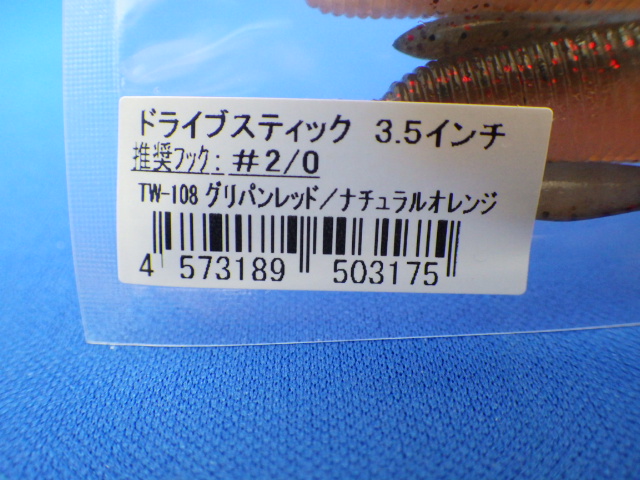 ドライブスティック 3.5インチ
推奨フック: #2/0
TW-108 グリパンレッド/ナチュラルオレンジ
4 573189 503175